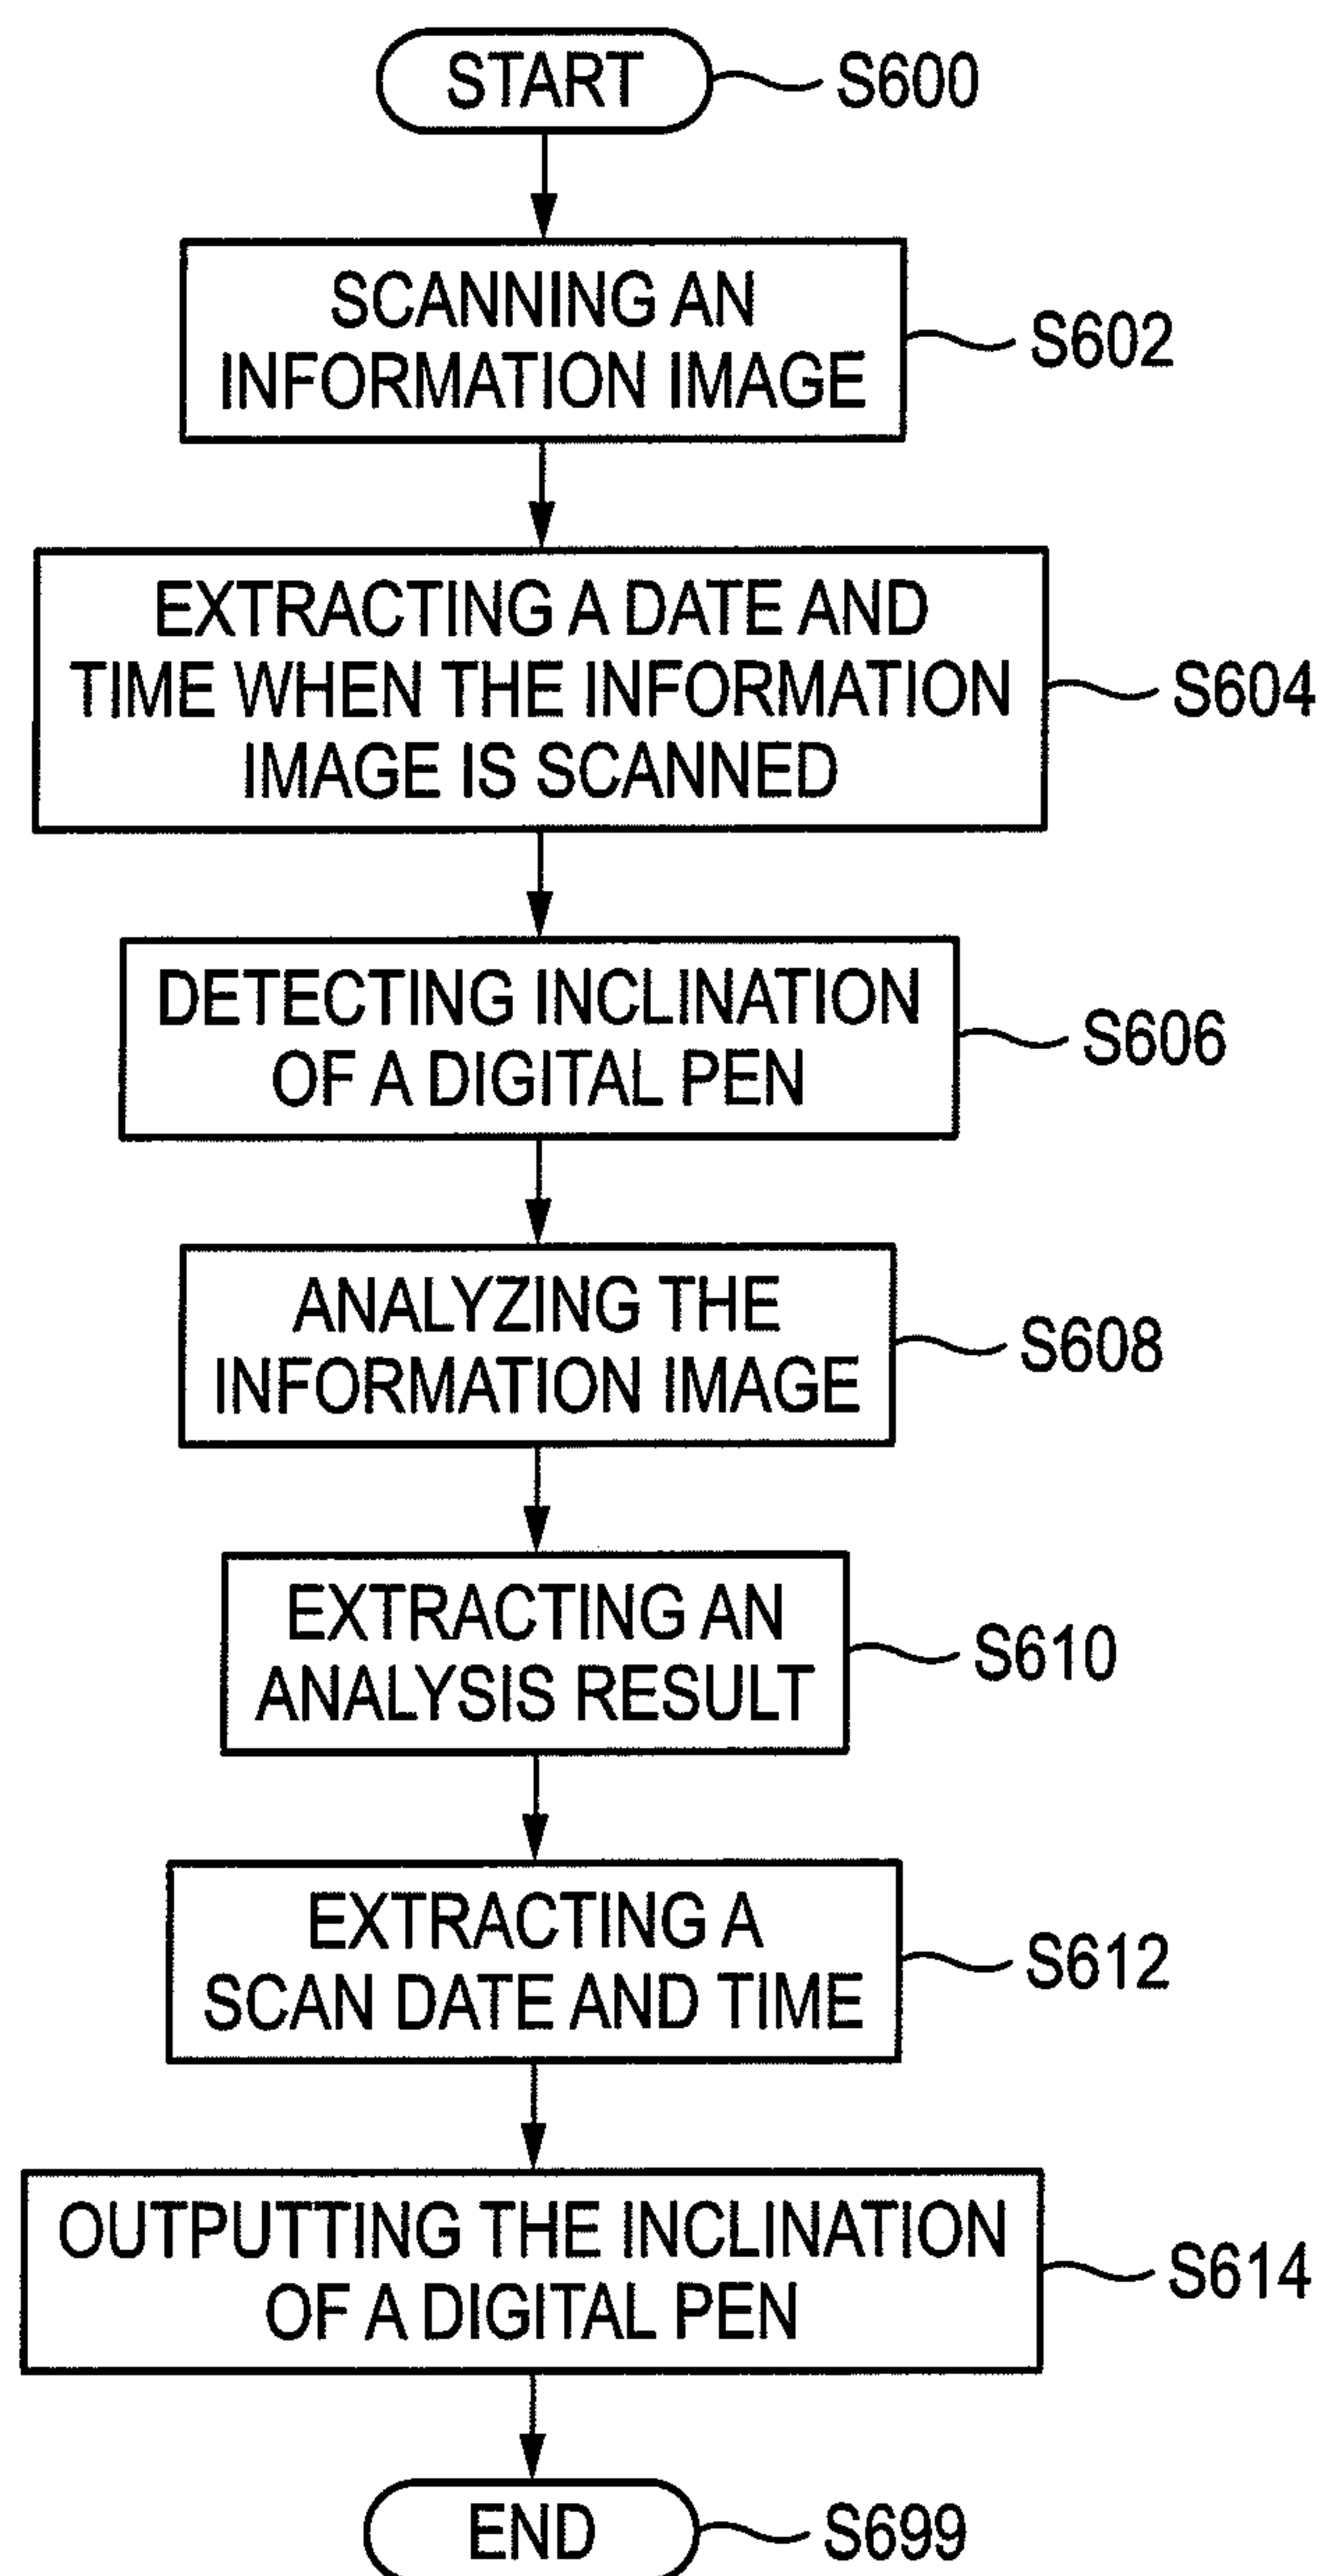 START
S600
SCANNING AN
INFORMATION IMAGE
S602
EXTRACTING A DATE AND
TIME WHEN THE INFORMATION
IMAGE IS SCANNED
S604
DETECTING INCLINATION
OF A DIGITAL PEN
S606
ANALYZING THE
INFORMATION IMAGE
S608
EXTRACTING AN
ANALYSIS RESULT
S610
EXTRACTING A
SCAN DATE AND TIME
S612
OUTPUTTING THE INCLINATION
OF A DIGITAL PEN
S614
END
S699